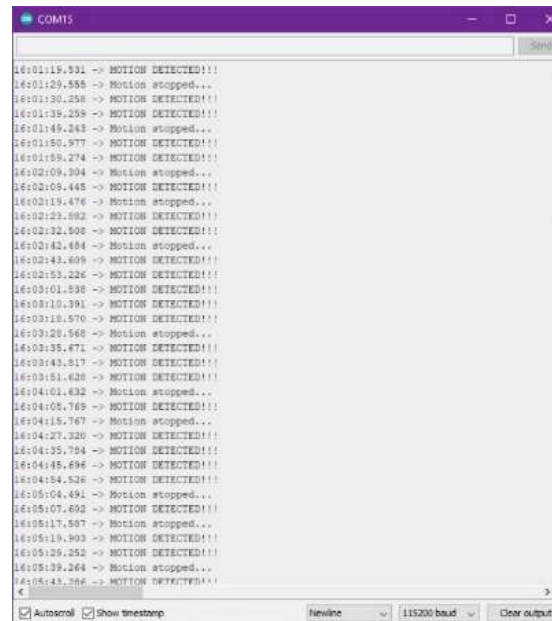 COM15
Send
16:01:19.531 -> MOTION DETECTED!!!
16:01:29.555 -> Motion stopped...
16:01:30.258 -> MOTION DETECTED!!!
16:01:39.259 -> MOTION DETECTED!!!
16:01:49.243 -> Motion stopped...
16:01:50.977 -> MOTION DETECTED!!!
16:01:59.274 -> MOTION DETECTED!!!
16:02:09.304 -> Motion stopped...
16:02:09.445 -> MOTION DETECTED!!!
16:02:19.476 -> Motion stopped...
16:02:23.882 -> MOTION DETECTED!!!
16:02:32.508 -> MOTION DETECTED!!!
16:02:42.484 -> Motion stopped...
16:02:43.609 -> MOTION DETECTED!!!
16:02:53.226 -> MOTION DETECTED!!!
16:03:01.838 -> MOTION DETECTED!!!
16:03:10.391 -> MOTION DETECTED!!!
16:03:18.570 -> MOTION DETECTED!!!
16:03:28.568 -> Motion stopped...
16:03:35.671 -> MOTION DETECTED!!!
16:03:43.817 -> MOTION DETECTED!!!
16:03:51.628 -> MOTION DETECTED!!!
16:04:01.632 -> Motion stopped...
16:04:05.769 -> MOTION DETECTED!!!
16:04:15.767 -> Motion stopped...
16:04:27.320 -> MOTION DETECTED!!!
16:04:35.784 -> MOTION DETECTED!!!
16:04:45.696 -> MOTION DETECTED!!!
16:04:54.526 -> MOTION DETECTED!!!
16:05:04.491 -> Motion stopped...
16:05:07.602 -> MOTION DETECTED!!!
16:05:17.587 -> Motion stopped...
16:05:19.903 -> MOTION DETECTED!!!
16:05:29.252 -> MOTION DETECTED!!!
16:05:39.264 -> Motion stopped...
16:05:43.286 -> MOTION DETECTED!!!
Autoscroll Show timestamp Newline 115200 baud Clear output